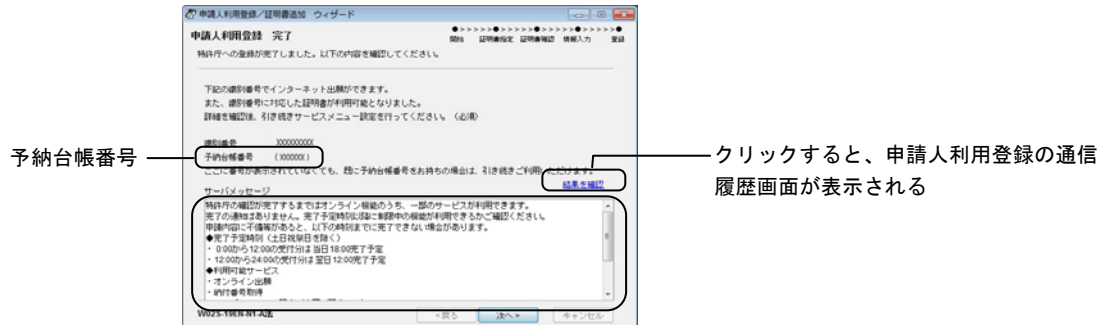 申請人利用登録／証明書追加 ウィザード
申請人利用登録 完了
●>>>>>●>>>>>●>>>>>●>>>>>●
開始 証明書指定 証明書確認 情報入力 登録
特許庁への登録が完了しました。以下の内容を確認してください。
下記の識別番号でインターネット出願ができます。
また、識別番号に対応した証明書が利用可能となりました。
詳細を確認後、引き続きサービスメニュー設定を行ってください。（必須）
識別番号 XXXXXXXXX
予納台帳番号 （XXXXXX）
ここに番号が表示されていなくても、既に予納台帳番号をお持ちの場合は、引き続きご利用いただけます。
結果を確認
サーバメッセージ
特許庁の確認が完了するまではオンライン機能のうち、一部のサービスが利用できます。
完了の通知はありません。完了予定時刻以降に制限中の機能が利用できるかご確認ください。
申請内容に不備等があると、以下の時刻までに完了できない場合があります。
◆完了予定時刻（土日祝祭日を除く）
・ 0:00から12:00の受付分は当日18:00完了予定
・ 12:00から24:00の受付分は翌日12:00完了予定
◆利用可能サービス
・オンライン出願
・納付番号取得
W02S-19EN-N1-A法
<戻る 次へ> キャンセル
予納台帳番号
クリックすると、申請人利用登録の通信
履歴画面が表示される